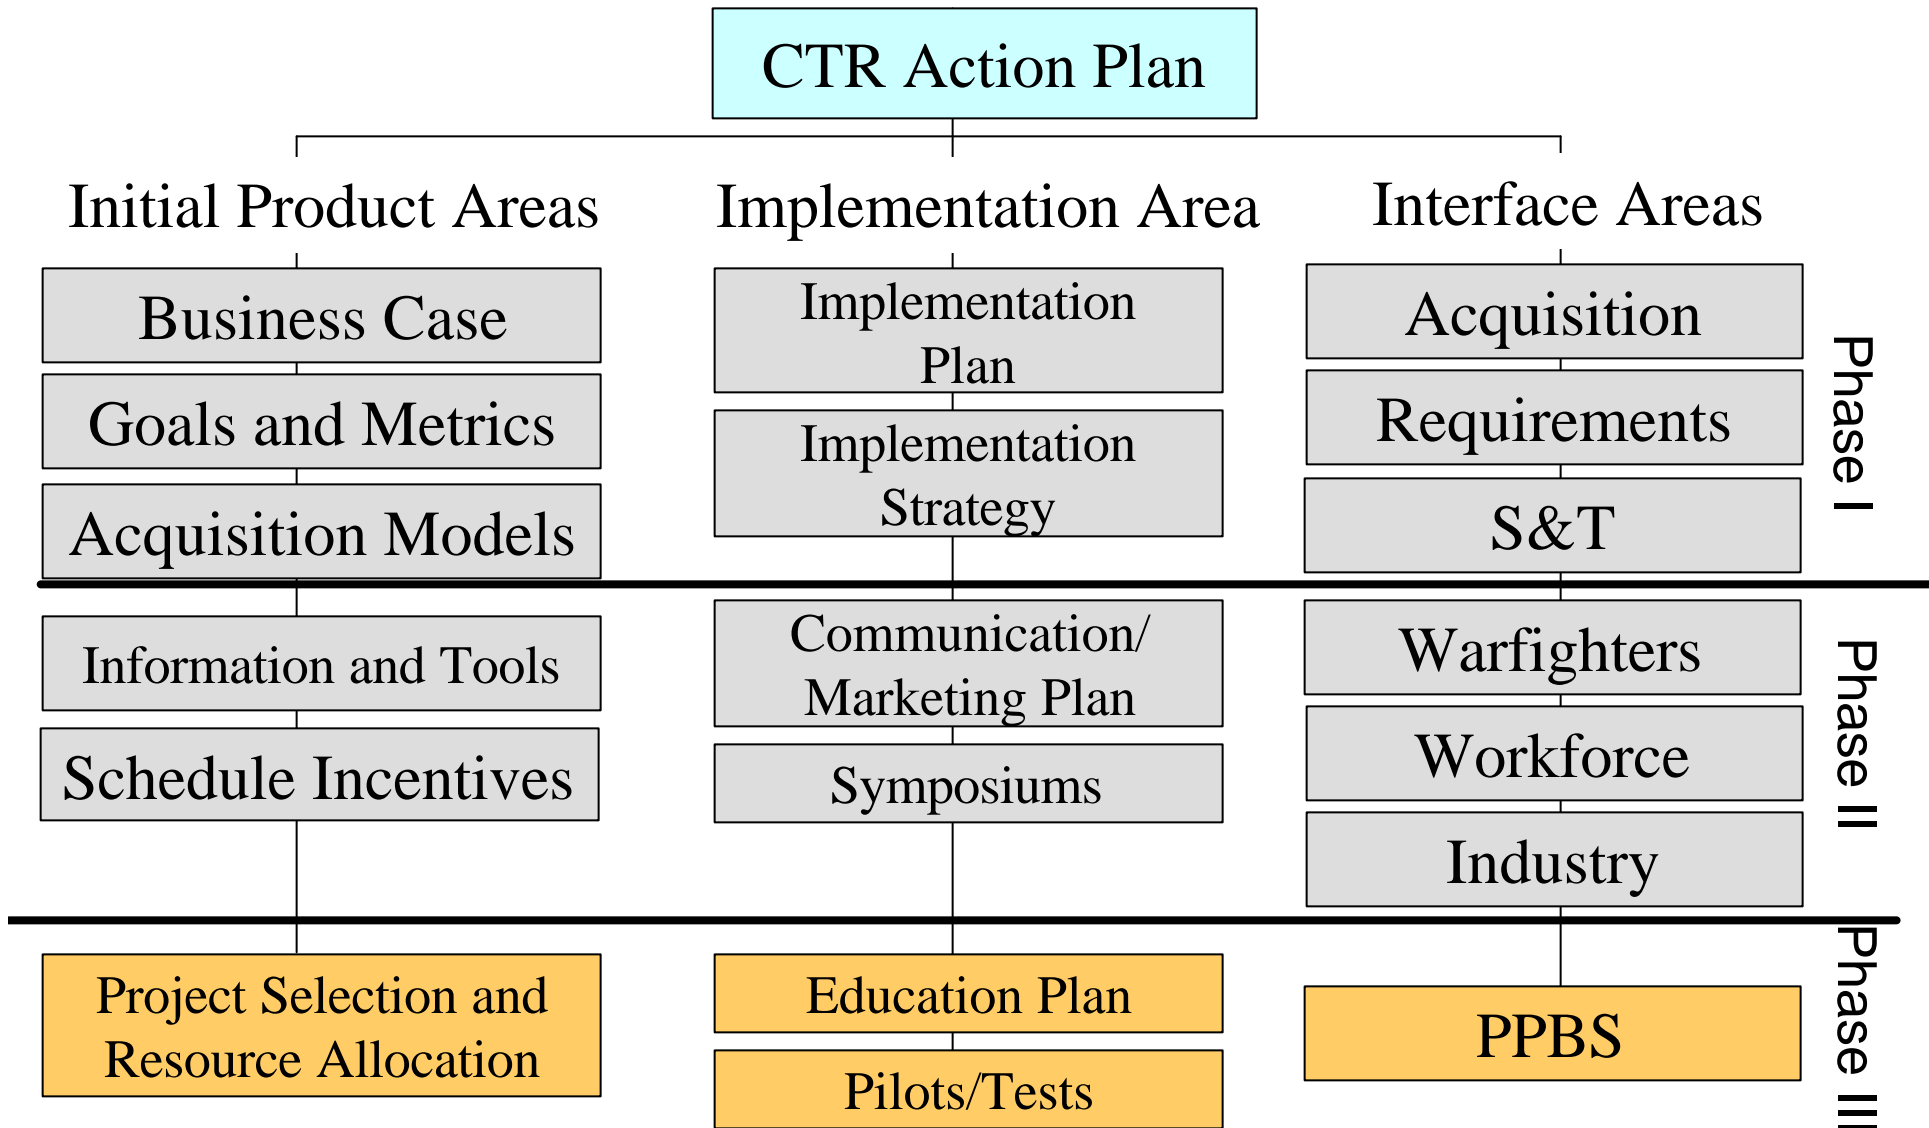 CTR Action Plan
Initial Product Areas
Implementation Area
Interface Areas
Business Case
Goals and Metrics
Acquisition Models
Implementation
Plan
Implementation
Strategy
Acquisition
Requirements
S&T
Phase I
Information and Tools
Schedule Incentives
Communication/
Marketing Plan
Symposiums
Warfighters
Workforce
Industry
Phase II
Project Selection and
Resource Allocation
Education Plan
Pilots/Tests
PPBS
Phase III